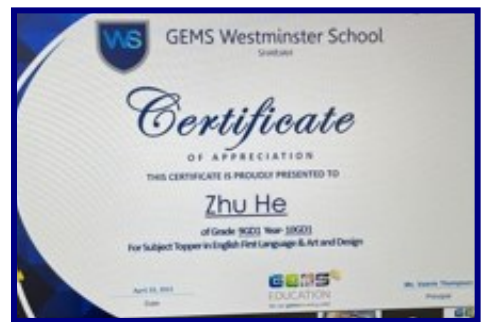 WS GEMS Westminster School
Certificate
OF APPRECIATION
THIS CERTIFICATE IS PROUDLY PRESENTED TO
Zhu He
of Grade 9GD1 Year 10GD1
For Subject Topper in English First Language & Art and Design
GEMS
EDUCATION
Date
Principal